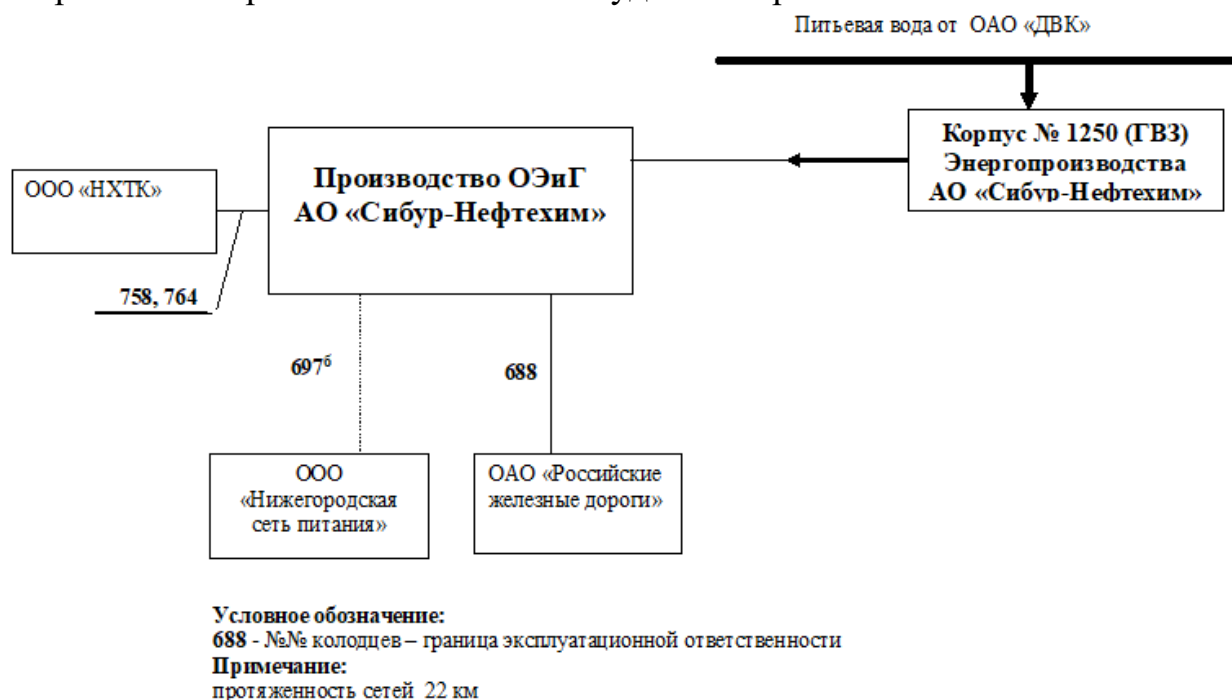 Питьевая вода от ОАО «ДВК»
Корпус № 1250 (ГВЗ)
Энергопроизводства
АО «Сибур-Нефтехим»
Производство ОЭиГ
АО «Сибур-Нефтехим»
ООО «НХТК»
758, 764
697б
688
ООО
«Нижегородская
сеть питания»
ОАО «Российские
железные дороги»
Условное обозначение:
688 - №№ колодцев – граница эксплуатационной ответственности
Примечание:
протяженность сетей 22 км